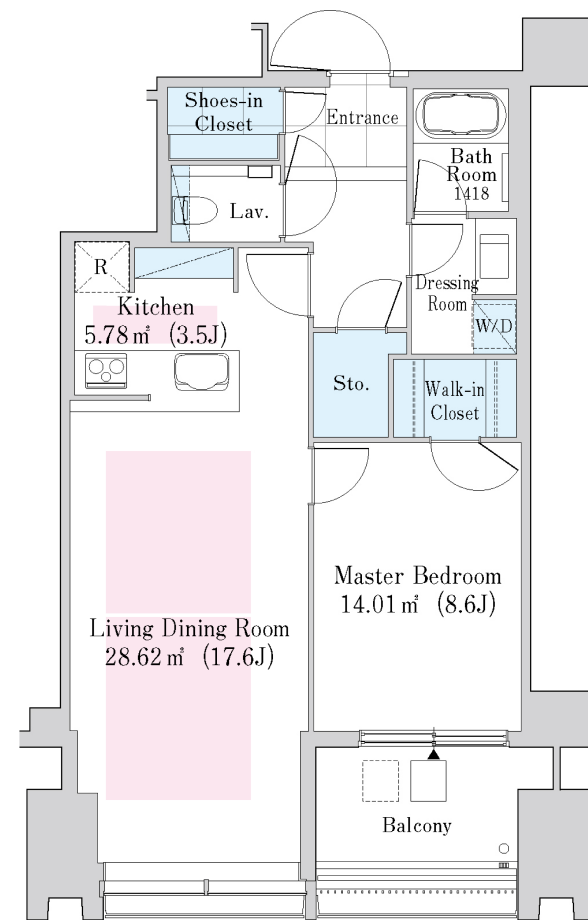 Shoes-in
Closet
Entrance
Bath
Room
1418
Lav.
R
Kitchen
5.78㎡ (3.5J)
Dressing
Room
W/D
Sto.
Walk-in
Closet
Master Bedroom
14.01㎡ (8.6J)
Living Dining Room
28.62㎡ (17.6J)
Balcony